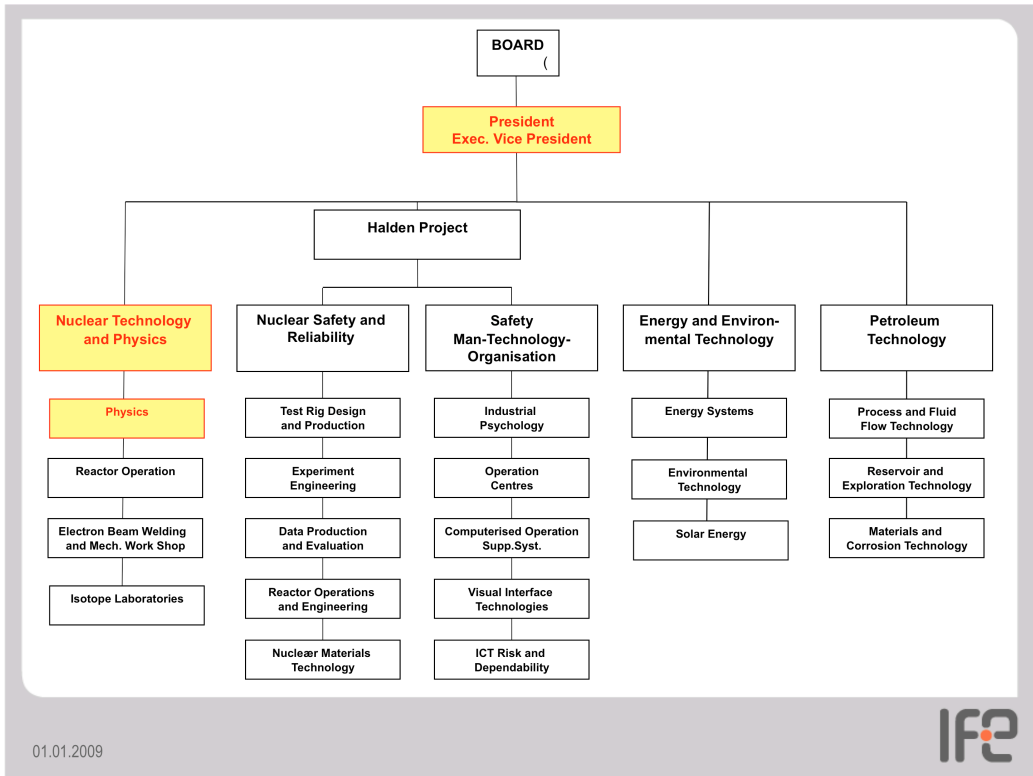 BOARD
(
President
Exec. Vice President
Halden Project
Nuclear Technology
and Physics
Nuclear Safety and
Reliability
Safety
Man-Technology-
Organisation
Energy and Environ-
mental Technology
Petroleum
Technology
Physics
Reactor Operation
Electron Beam Welding
and Mech. Work Shop
Isotope Laboratories
Test Rig Design
and Production
Experiment
Engineering
Data Production
and Evaluation
Reactor Operations
and Engineering
Nucleær Materials
Technology
Industrial
Psychology
Operation
Centres
Computerised Operation
Supp.Syst.
Visual Interface
Technologies
ICT Risk and
Dependability
Energy Systems
Environmental
Technology
Solar Energy
Process and Fluid
Flow Technology
Reservoir and
Exploration Technology
Materials and
Corrosion Technology
01.01.2009
IFE